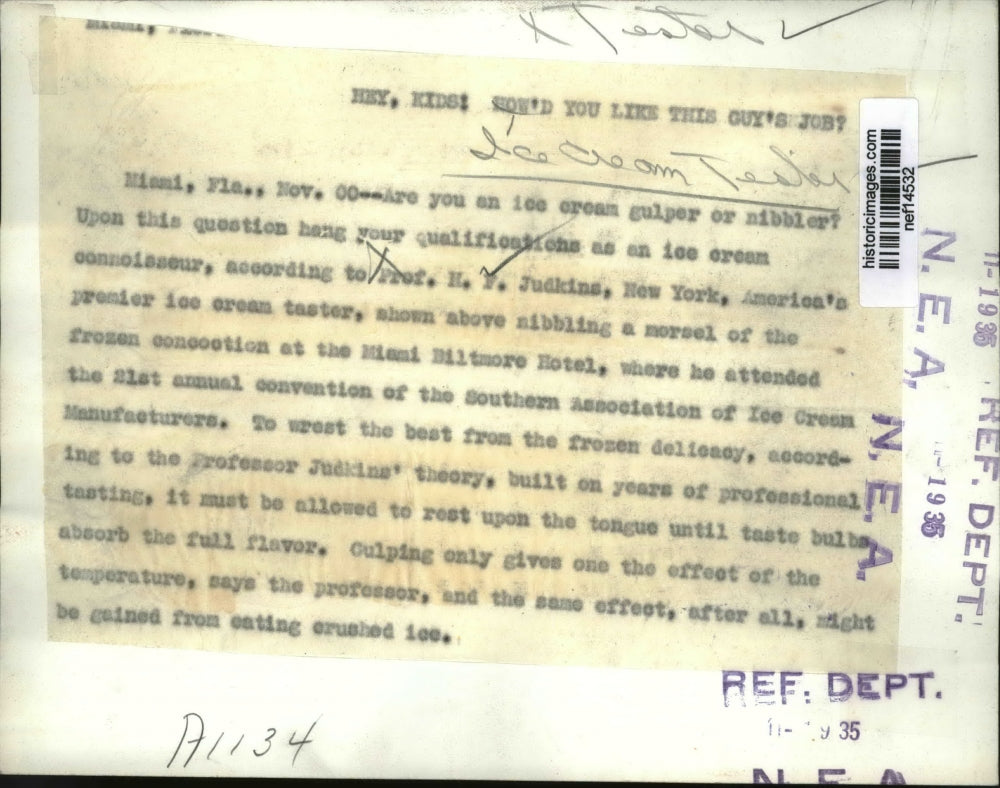 Tester
Miami,
HEY, KIDS! HOW'D YOU LIKE THIS GUY'S JOB?
Ice Cream Tester
Miami, Fla., Nov. 00--Are you an ice cream gulper or nibbler?
Upon this question hang your qualifications as an ice cream
connoisseur, according to Prof. H. F. Judkins, New York, America's
premier ice cream taster, shown above nibbling a morsel of the
frozen concoction at the Miami Biltmore Hotel, where he attended
the 21st annual convention of the Southern Association of Ice Cream
Manufacturers. To wrest the best from the frozen delicacy, accord-
ing to the Professor Judkins' theory, built on years of professional
tasting, it must be allowed to rest upon the tongue until taste bulbs
absorb the full flavor. Gulping only gives one the effect of the
temperature, says the professor, and the same effect, after all, might
be gained from eating crushed ice.
historicimages.com
nef14532
N. E. A.
11-1935
REF. DEPT.
N. E. A.
11-1935
REF. DEPT.
11- 9 35
N. E. A
A1134